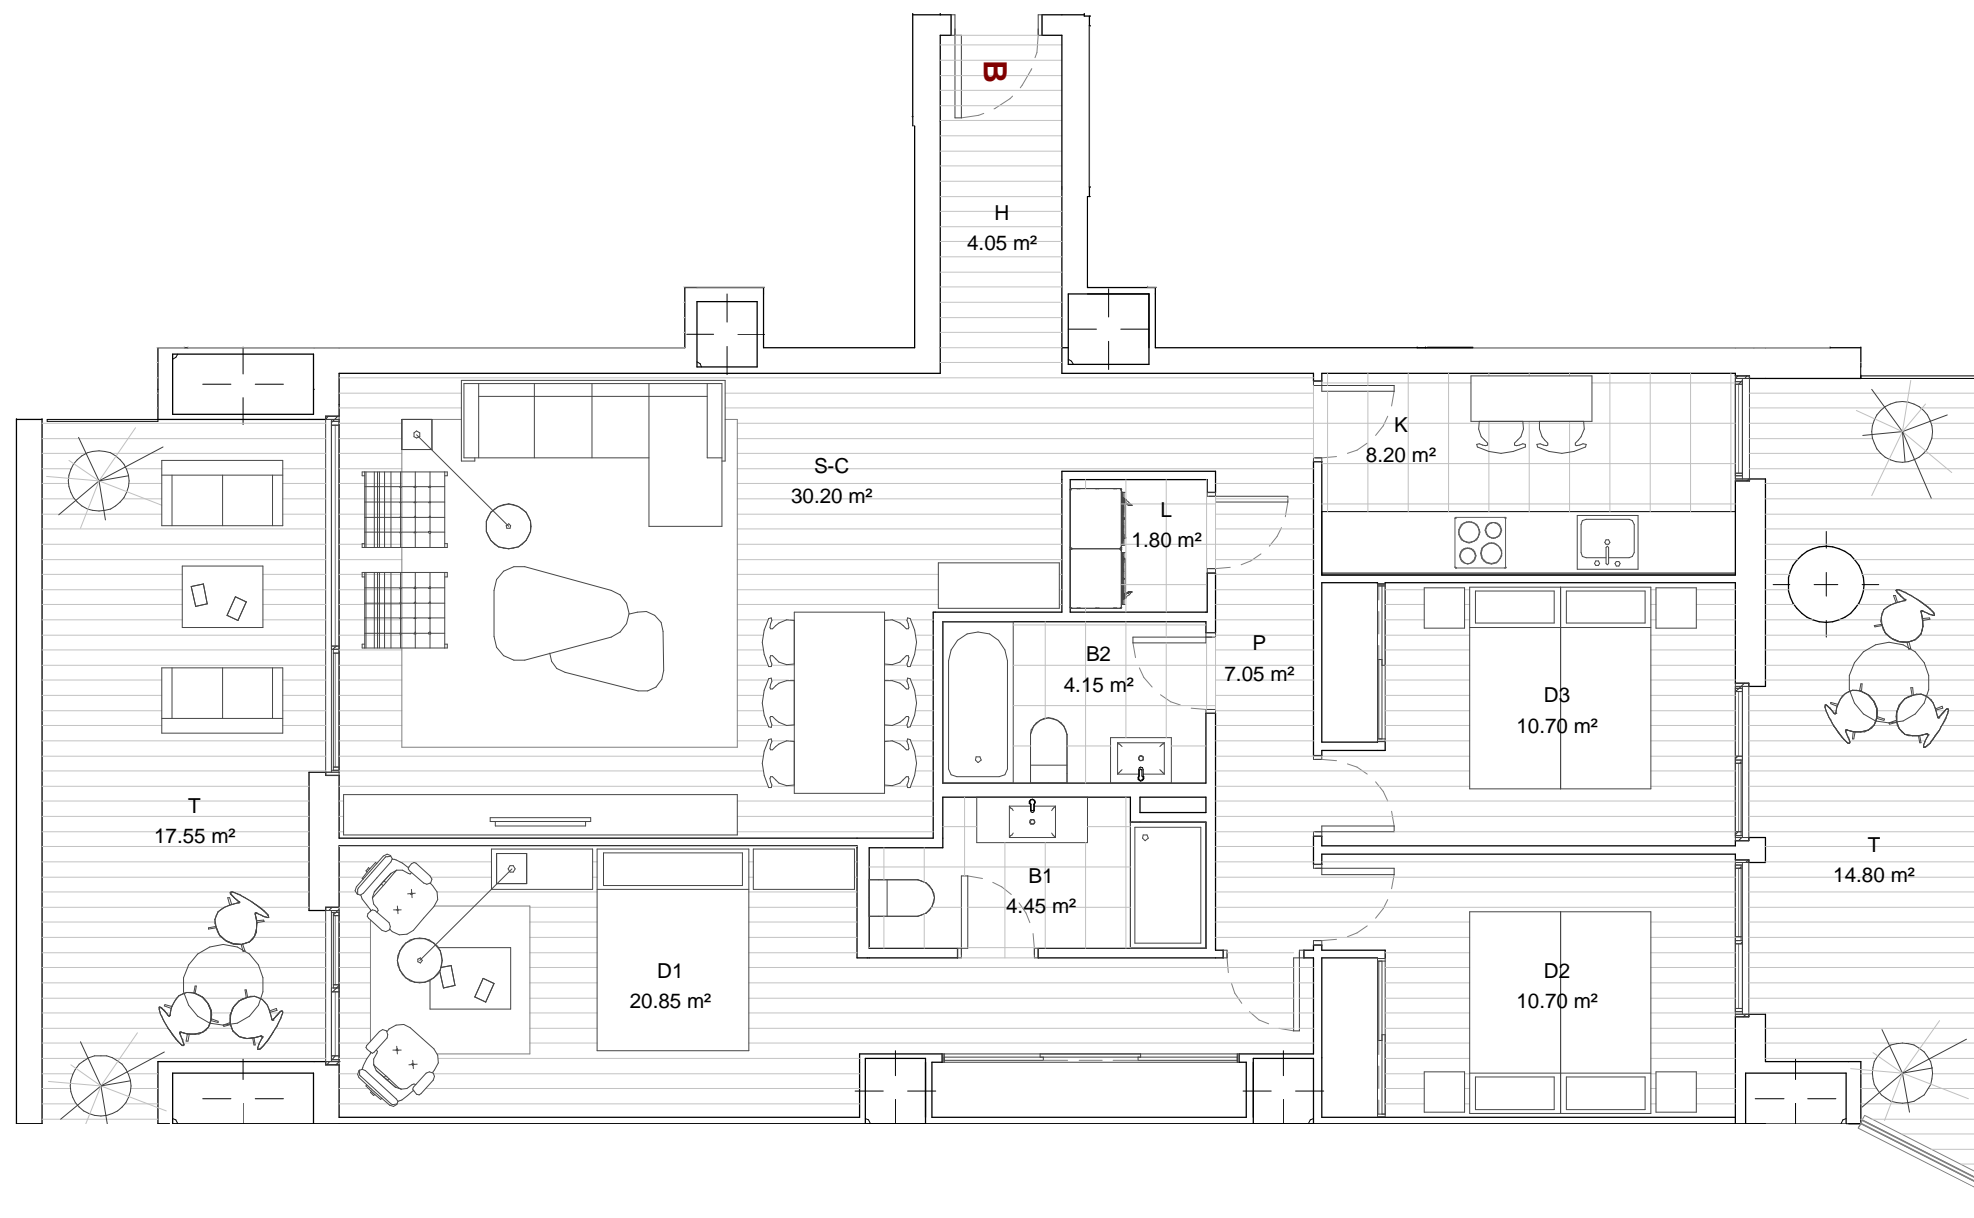 B
H
4.05 m²
S-C
30.20 m²
K
8.20 m²
L
1.80 m²
B2
4.15 m²
P
7.05 m²
D3
10.70 m²
T
17.55 m²
T
14.80 m²
B1
4.45 m²
D1
20.85 m²
D2
10.70 m²